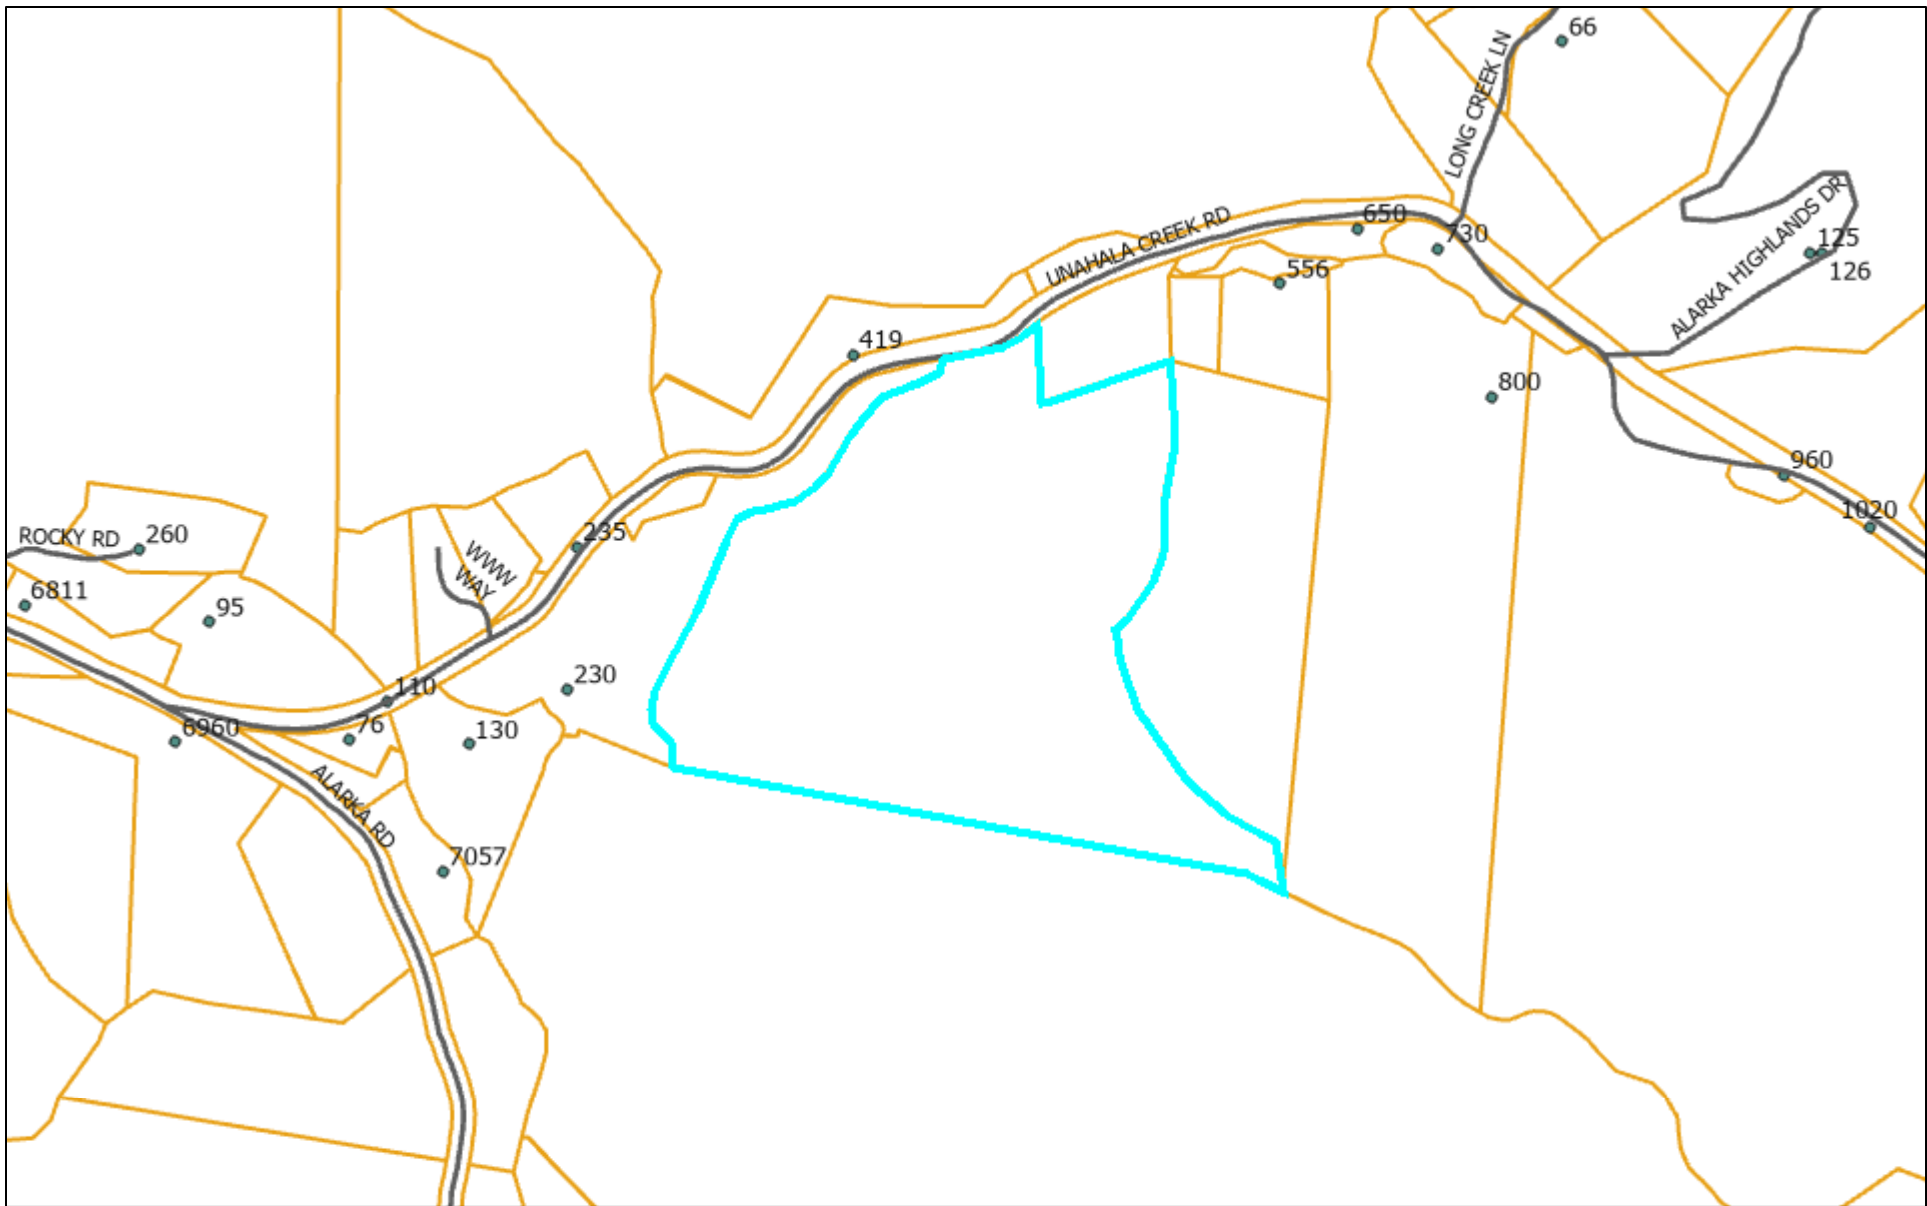 66
LONG CREEK LN
UNAHALA CREEK RD
650
730
ALARKA HIGHLANDS DR
125
126
556
419
800
960
1020
ROCKY RD
260
235
WWW
WAY
6811
95
230
110
76
130
6960
ALARKA RD
7057